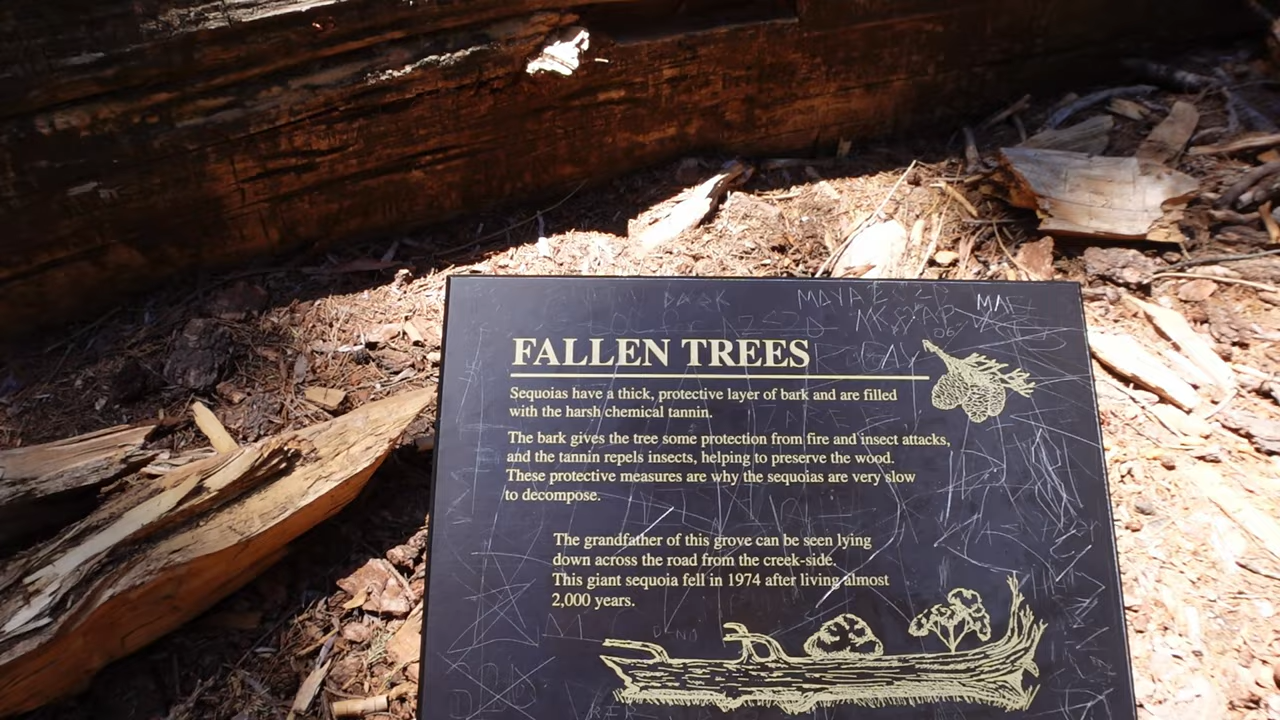 FALLEN TREES
Sequoias have a thick, protective layer of bark and are filled
with the harsh chemical tannin.
The bark gives the tree some protection from fire and insect attacks,
and the tannin repels insects, helping to preserve the wood.
These protective measures are why the sequoias are very slow
to decompose.
The grandfather of this grove can be seen lying
down across the road from the creek-side.
This giant sequoia fell in 1974 after living almost
2,000 years.